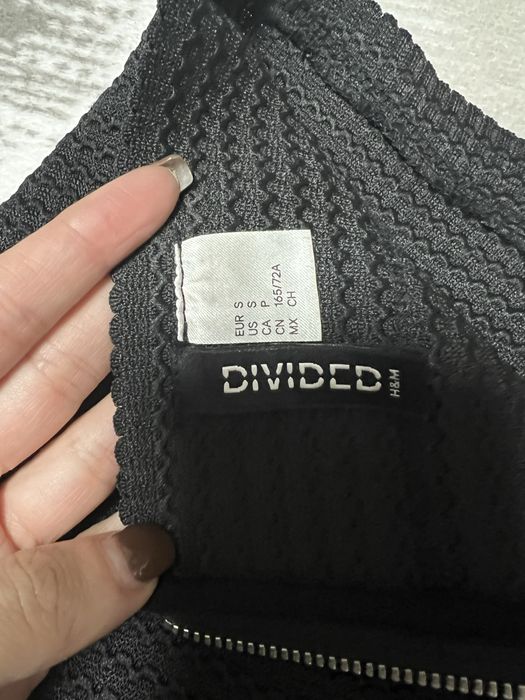 EUR S
US S
CA P
CN 165/72A
MX CH
DIVIDED
H&M